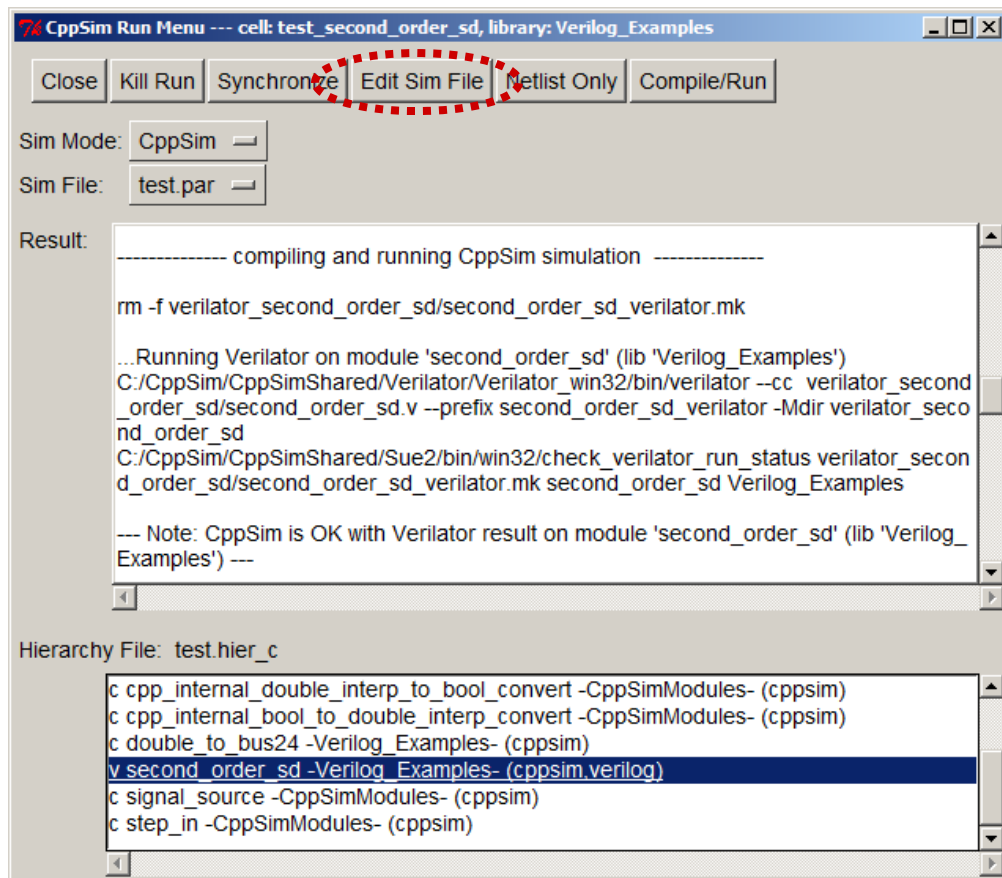 CppSim Run Menu --- cell: test_second_order_sd, library: Verilog_Examples
Close Kill Run Synchronize Edit Sim File Netlist Only Compile/Run
Sim Mode: CppSim
Sim File: test.par
Result:
-------------- compiling and running CppSim simulation --------------
rm -f verilator_second_order_sd/second_order_sd_verilator.mk
...Running Verilator on module 'second_order_sd' (lib 'Verilog_Examples')
C:/CppSim/CppSimShared/Verilator/Verilator_win32/bin/verilator --cc verilator_second
_order_sd/second_order_sd.v --prefix second_order_sd_verilator -Mdir verilator_seco
nd_order_sd
C:/CppSim/CppSimShared/Sue2/bin/win32/check_verilator_run_status verilator_secon
d_order_sd/second_order_sd_verilator.mk second_order_sd Verilog_Examples
--- Note: CppSim is OK with Verilator result on module 'second_order_sd' (lib 'Verilog_
Examples') ---
Hierarchy File: test.hier_c
c cpp_internal_double_interp_to_bool_convert -CppSimModules- (cppsim)
c cpp_internal_bool_to_double_interp_convert -CppSimModules- (cppsim)
c double_to_bus24 -Verilog_Examples- (cppsim)
v second_order_sd -Verilog_Examples- (cppsim,verilog)
c signal_source -CppSimModules- (cppsim)
c step_in -CppSimModules- (cppsim)